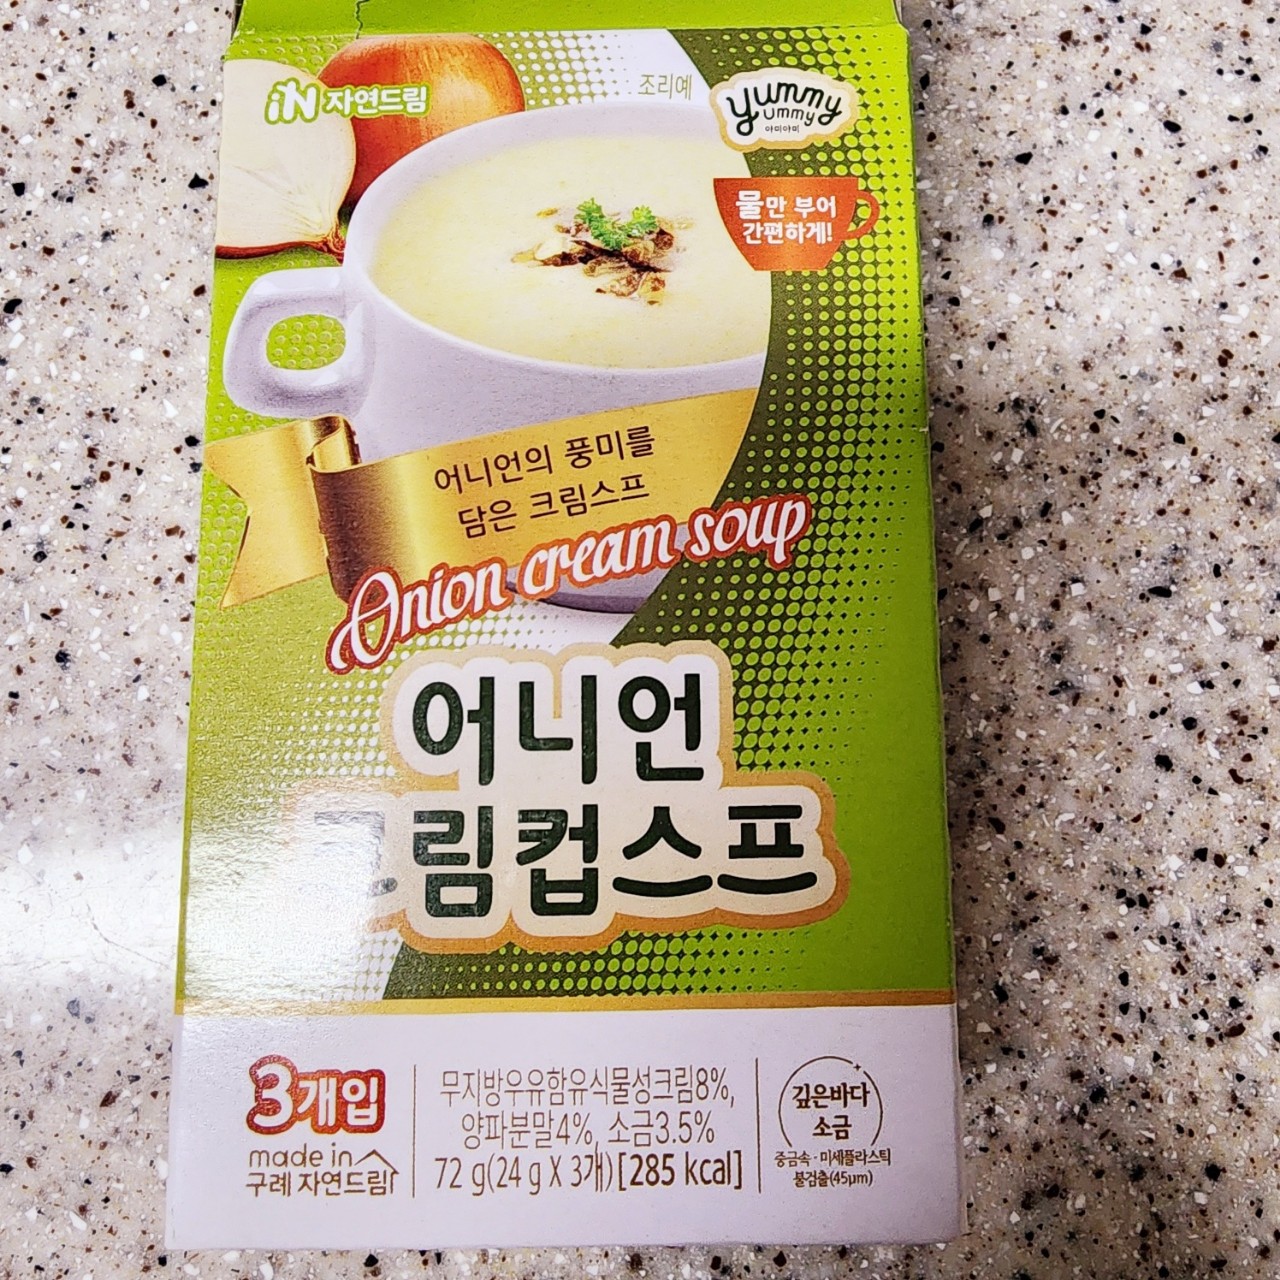 iN 자연드림
조리예
yummy
ummy
야미야미
물만 부어
간편하게!
어니언의 풍미를
담은 크림스프
Onion cream soup
어니언
크림컵스프
3개입
made in
구례 자연드림
무지방우유함유식물성크림8%,
양파분말4%, 소금3.5%
72 g(24 g X 3개)[285 kcal]
깊은바다
소금
중금속·미세플라스틱
불검출(45μm)